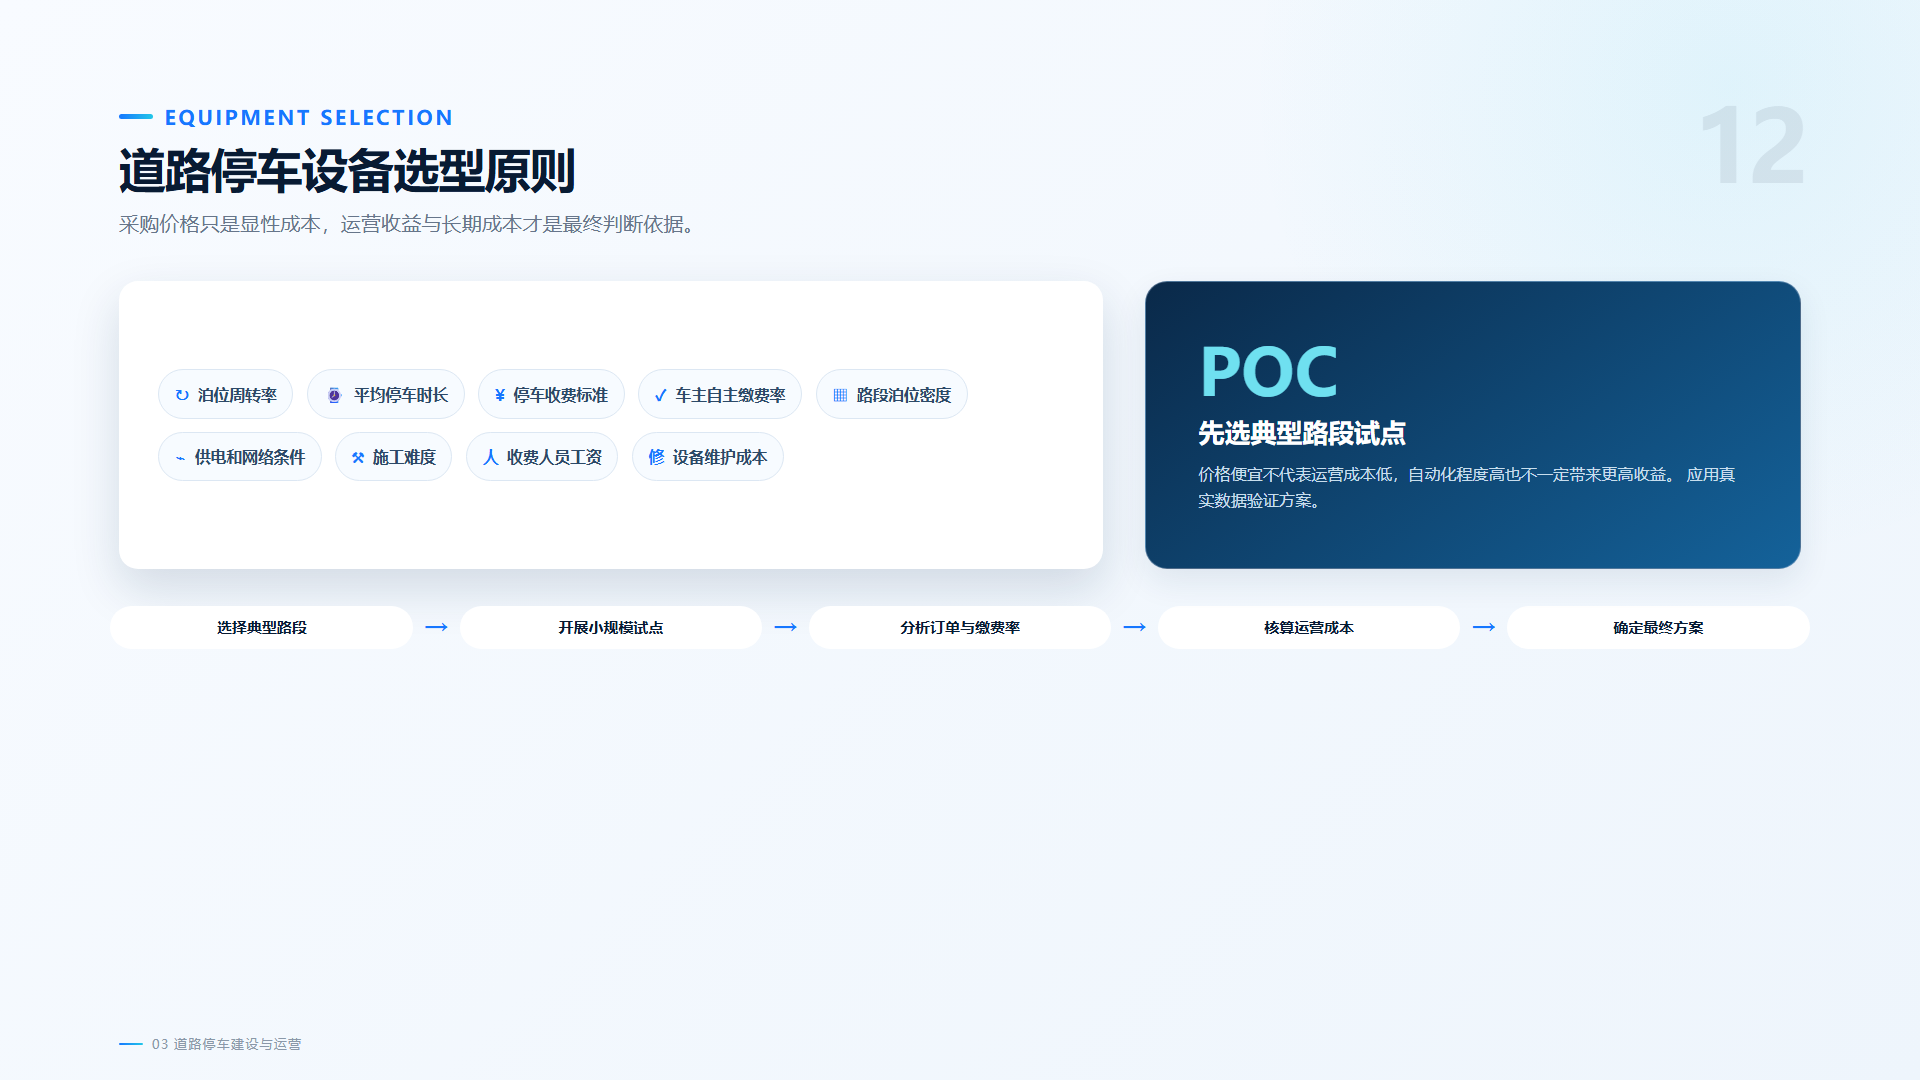 EQUIPMENT SELECTION
12
道路停车设备选型原则
采购价格只是显性成本，运营收益与长期成本才是最终判断依据。
↻ 泊位周转率
⌚ 平均停车时长
¥ 停车收费标准
✓ 车主自主缴费率
▦ 路段泊位密度
⌁ 供电和网络条件
⚒ 施工难度
人 收费人员工资
修 设备维护成本
POC
先选典型路段试点
价格便宜不代表运营成本低，自动化程度高也不一定带来更高收益。 应用真
实数据验证方案。
选择典型路段 → 开展小规模试点 → 分析订单与缴费率 → 核算运营成本 → 确定最终方案
03 道路停车建设与运营